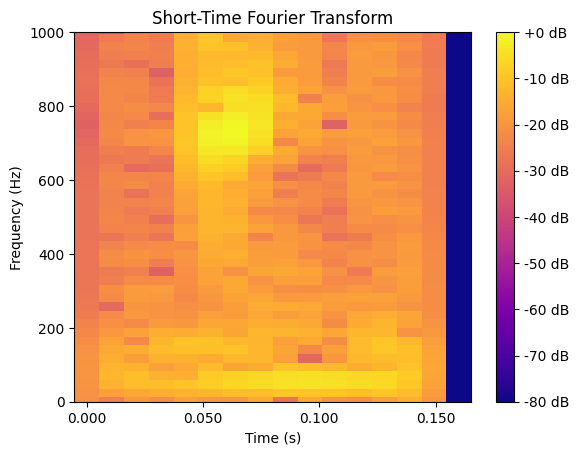 Short-Time Fourier Transform
Frequency (Hz)
1000
800
600
400
200
0
0.000
0.050
0.100
0.150
Time (s)
+0 dB
-10 dB
-20 dB
-30 dB
-40 dB
-50 dB
-60 dB
-70 dB
-80 dB